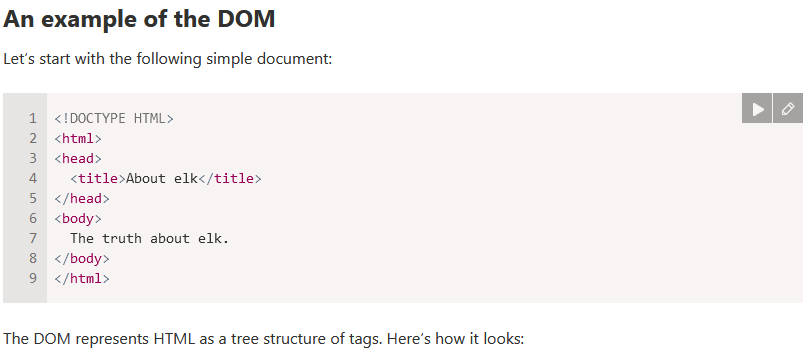 An example of the DOM
Let's start with the following simple document:
1 <!DOCTYPE HTML>
2 <html>
3 <head>
4   <title>About elk</title>
5 </head>
6 <body>
7   The truth about elk.
8 </body>
9 </html>
The DOM represents HTML as a tree structure of tags. Here's how it looks: